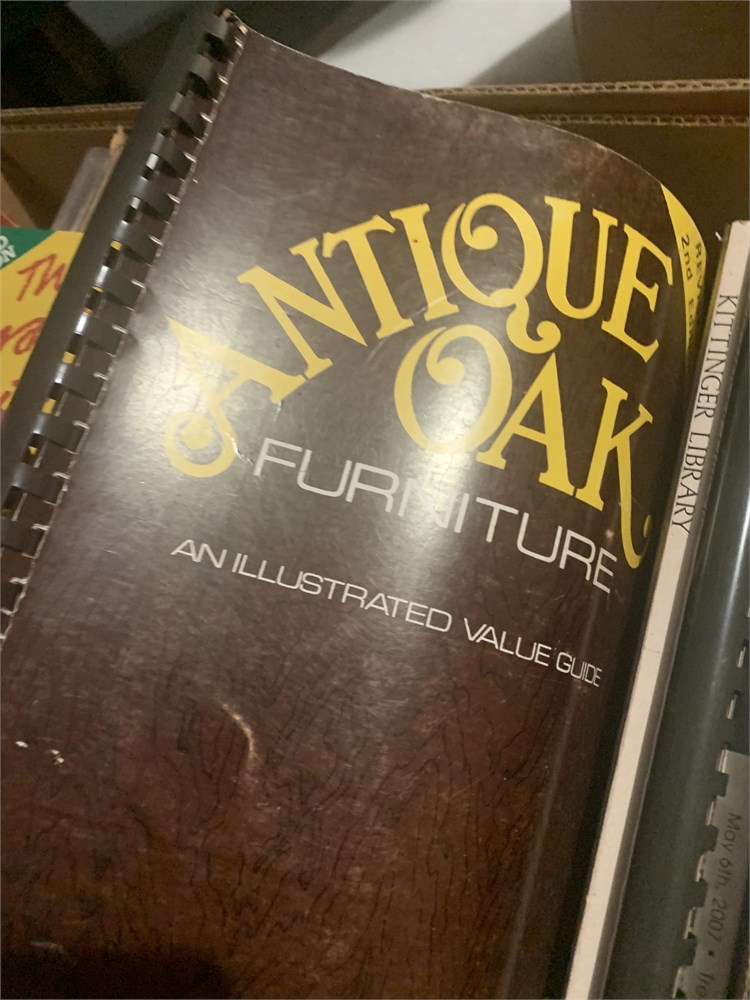 ANTIQUE
OAK
FURNITURE
AN ILLUSTRATED VALUE GUIDE
2nd
KITTINGER LIBRARY
May 6th, 2007 •